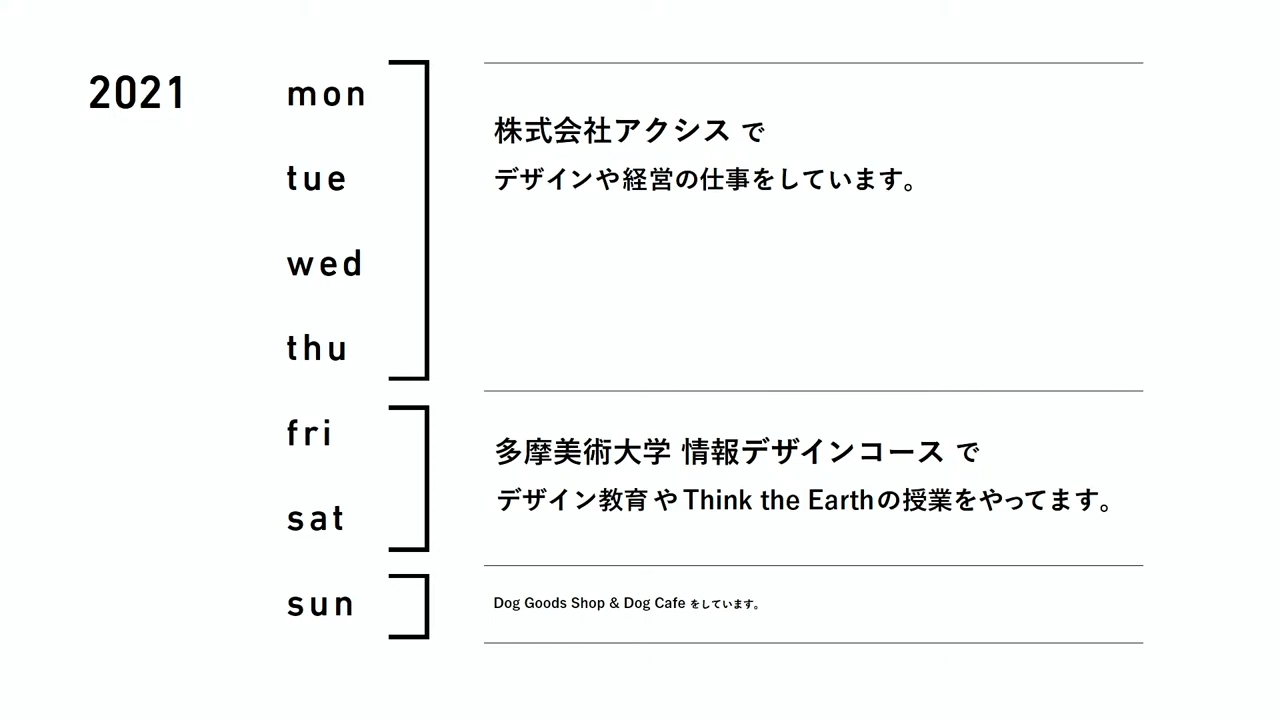 2021
mon
tue
wed
thu
fri
sat
sun
株式会社アクシス で
デザインや経営の仕事をしています。
多摩美術大学 情報デザインコース で
デザイン教育 や Think the Earthの授業をやってます。
Dog Goods Shop & Dog Cafe をしています。